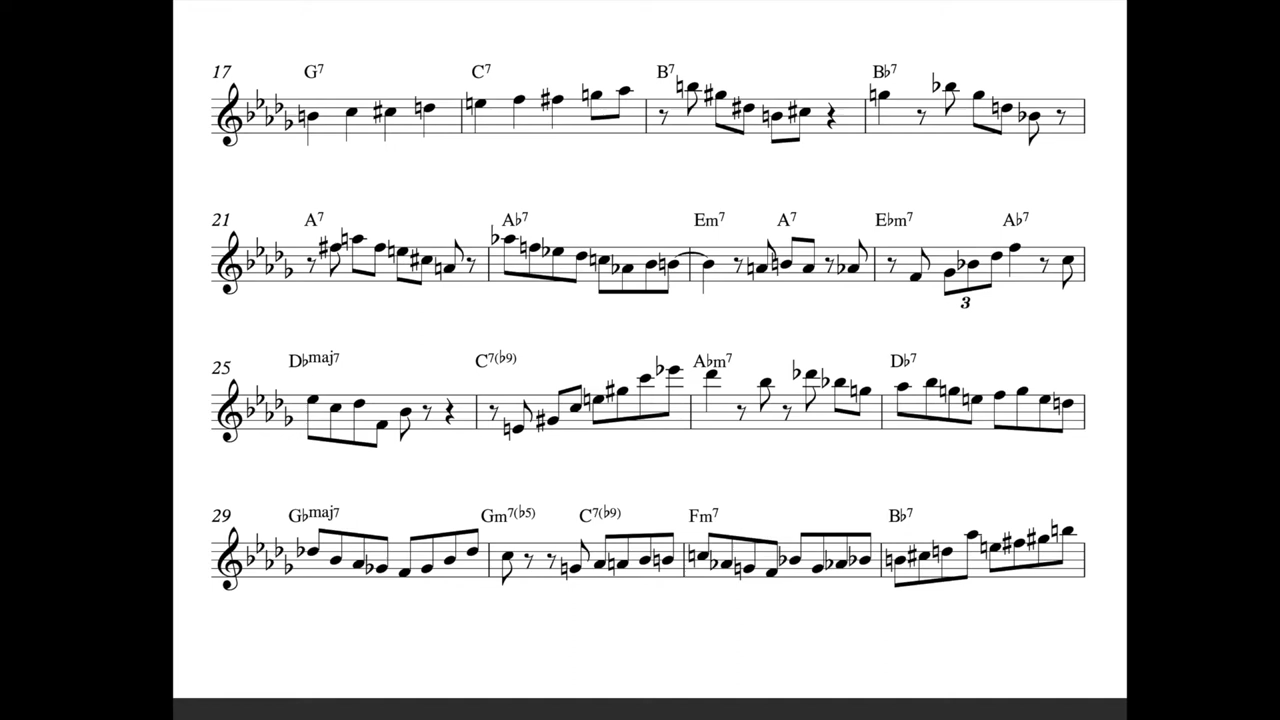 17 G7 C7 B7 B♭7
21 A7 A♭7 Em7 A7 E♭m7 A♭7
3
25 D♭maj7 C7(♭9) A♭m7 D♭7
29 G♭maj7 Gm7(♭5) C7(♭9) Fm7 B♭7